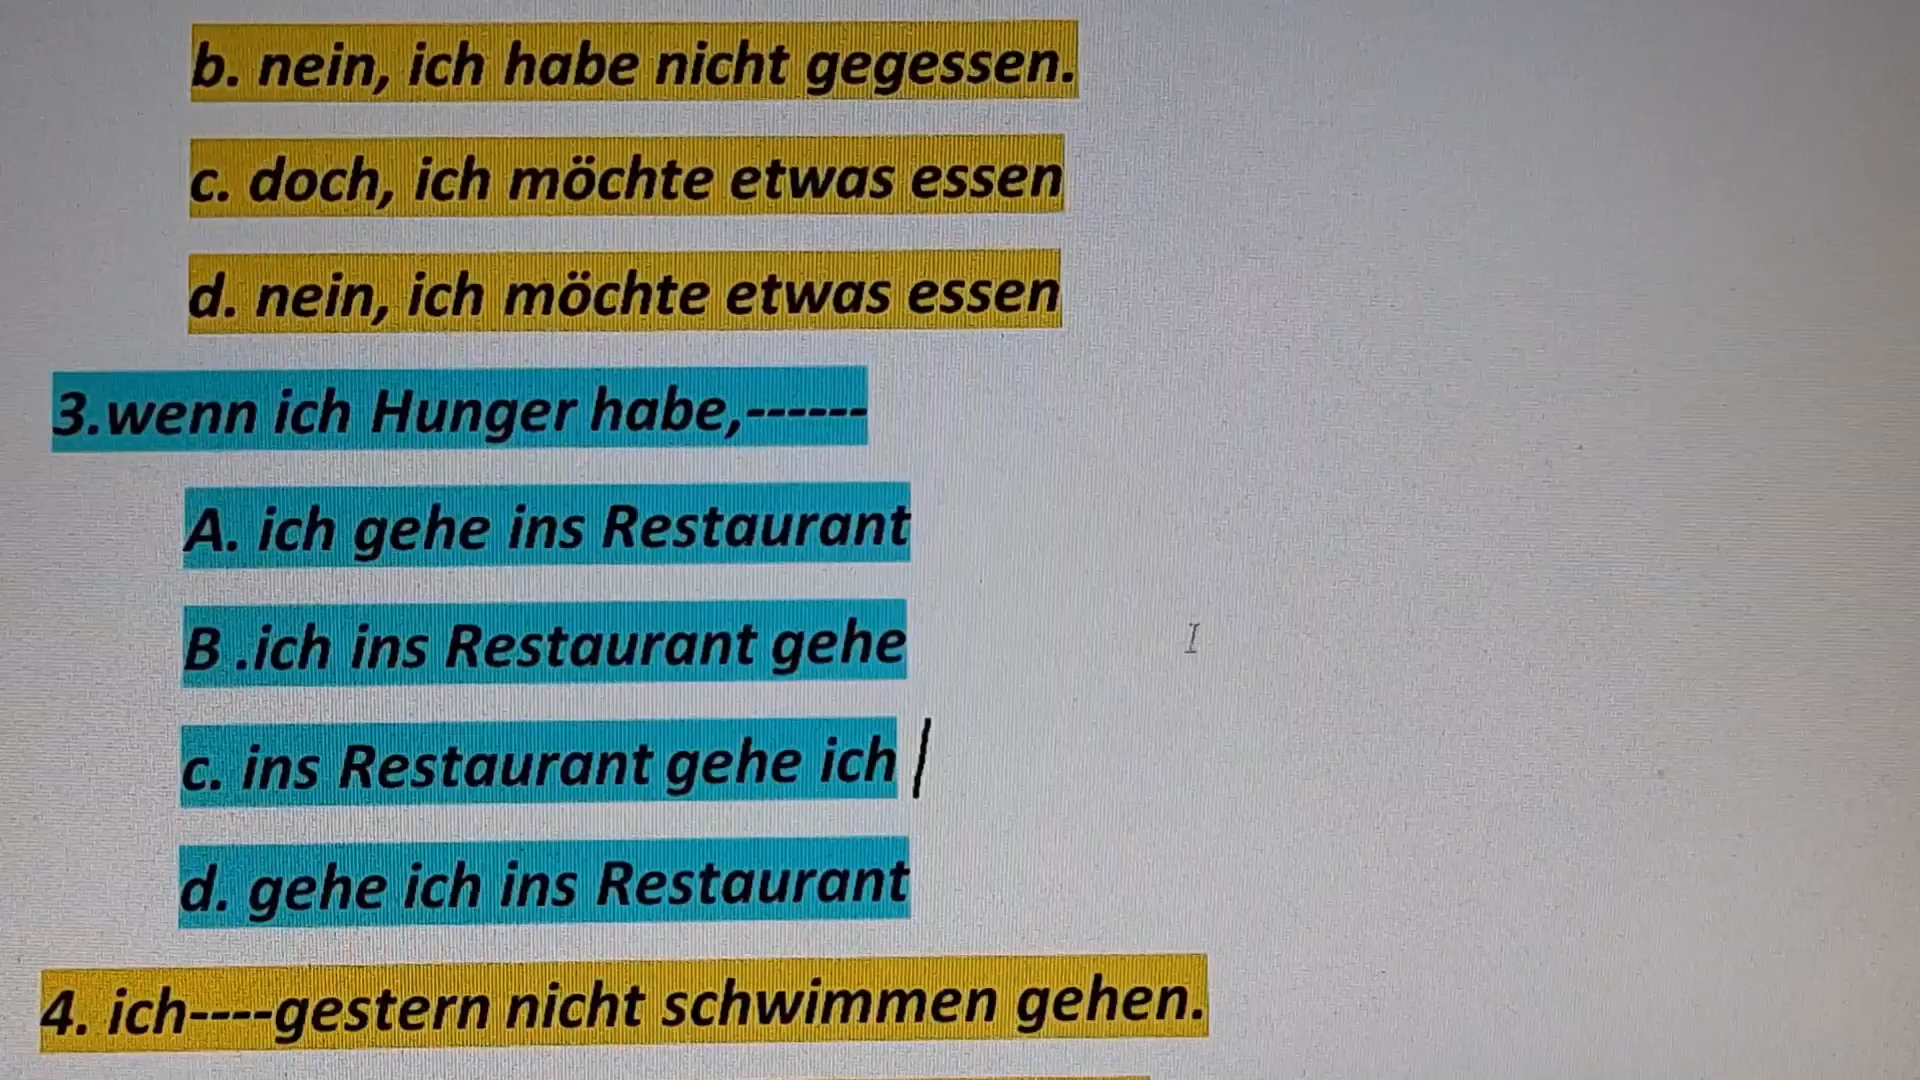 b. nein, ich habe nicht gegessen.
c. doch, ich möchte etwas essen
d. nein, ich möchte etwas essen
3.wenn ich Hunger habe,------
A. ich gehe ins Restaurant
B .ich ins Restaurant gehe
c. ins Restaurant gehe ich
d. gehe ich ins Restaurant
4. ich----gestern nicht schwimmen gehen.